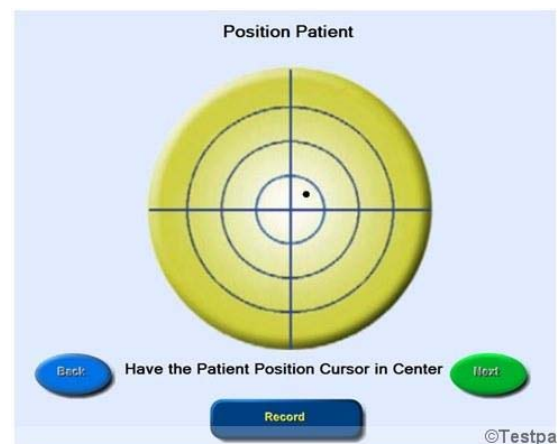 Position Patient
Back
Have the Patient Position Cursor in Center
Next
Record
©Testpa